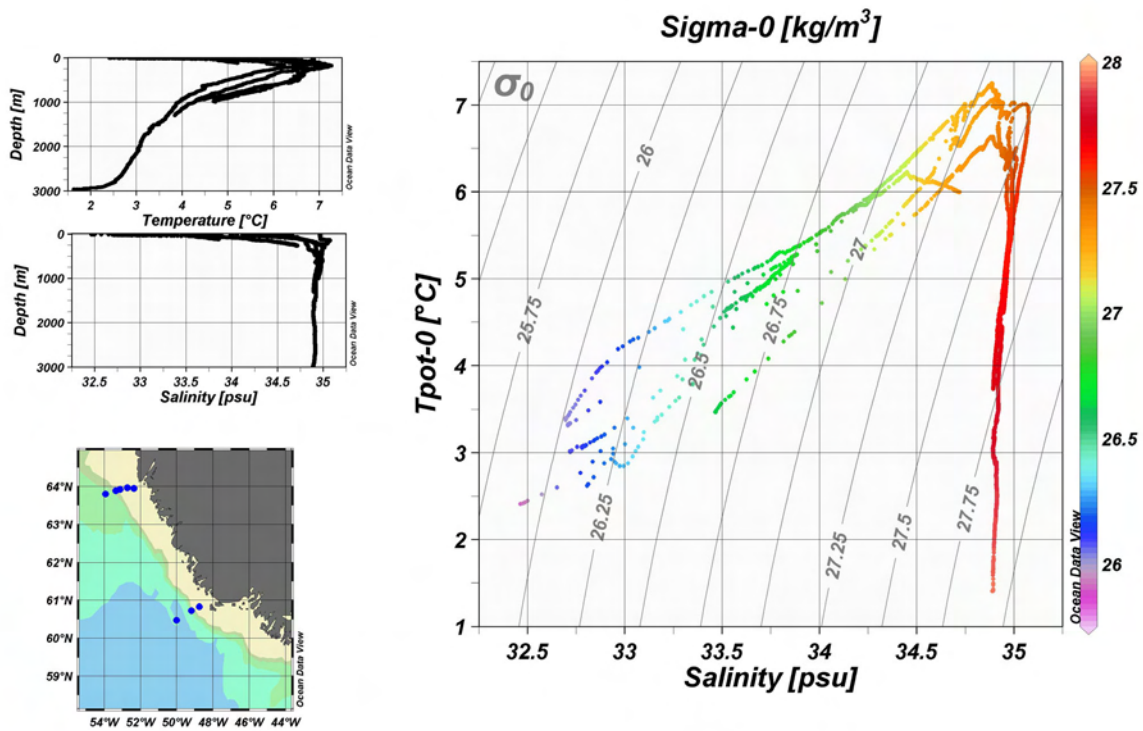 0
1000
2000
3000
Depth [m]
2 3 4 5 6 7
Temperature [°C]
Ocean Data View
0
1000
2000
3000
Depth [m]
32.5 33 33.5 34 34.5 35
Salinity [psu]
Ocean Data View
64°N
63°N
62°N
61°N
60°N
59°N
54°W 52°W 50°W 48°W 46°W 44°W
Ocean Data View
Sigma-0 [kg/m³]
σ₀
7
6
5
4
3
2
1
Tpot-0 [°C]
26
25.75
27
26.75
26.5
26.25
27.25
27.5
27.75
32.5 33 33.5 34 34.5 35
Salinity [psu]
Ocean Data View
28
27.5
27
26.5
26